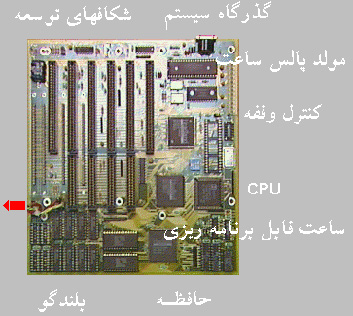 گذرگاه سیستم
شکافهای توسعه
مولد پالس ساعت
کنترل وقفه
CPU
ساعت قابل برنامه ریزی
حافظه
بلندگو